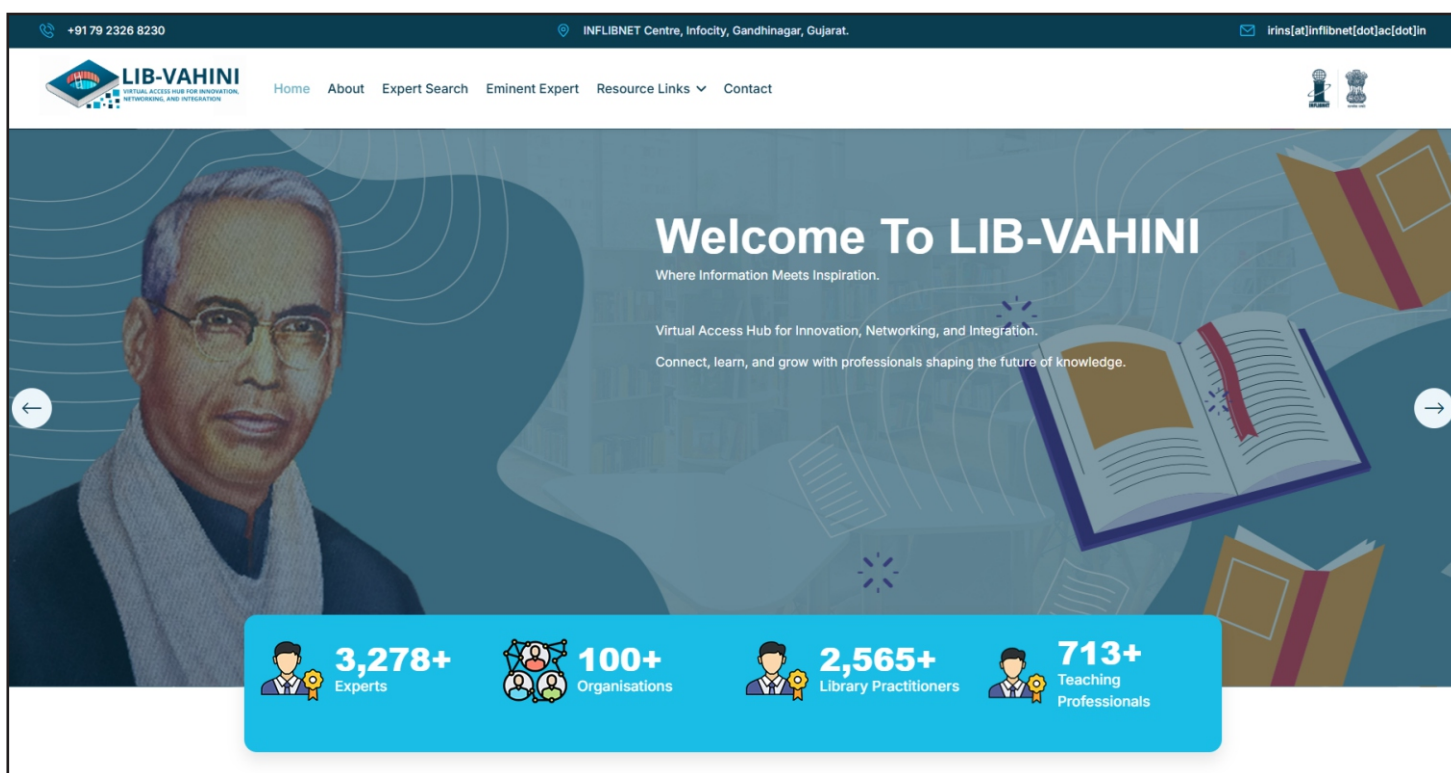 +91 79 2326 8230
INFLIBNET Centre, Infocity, Gandhinagar, Gujarat.
irins[at]inflibnet[dot]ac[dot]in
LIB-VAHINI
VIRTUAL ACCESS HUB FOR INNOVATION,
NETWORKING, AND INTEGRATION
Home About Expert Search Eminent Expert Resource Links Contact
INFLIBNET
Welcome To LIB-VAHINI
Where Information Meets Inspiration.
Virtual Access Hub for Innovation, Networking, and Integration.
Connect, learn, and grow with professionals shaping the future of knowledge.
3,278+
Experts
100+
Organisations
2,565+
Library Practitioners
713+
Teaching
Professionals